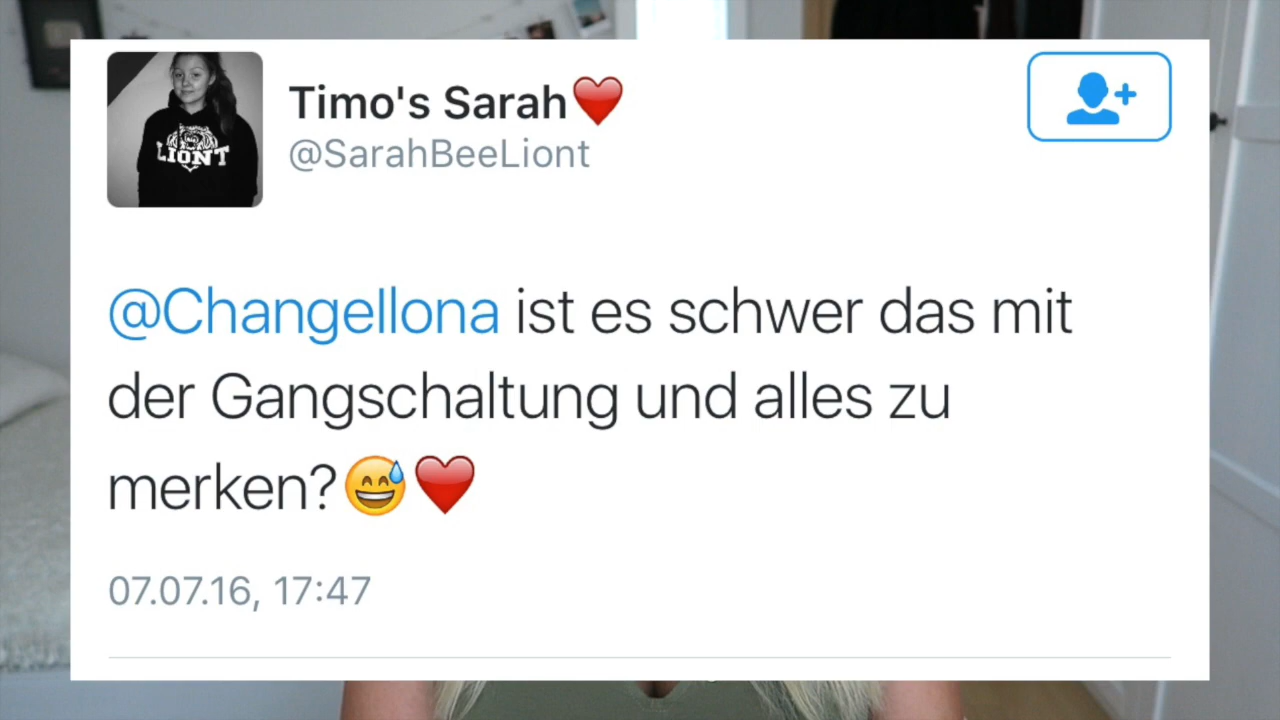 LIONT
Timo's Sarah❤️
@SarahBeeLiont
@Changellona ist es schwer das mit
der Gangschaltung und alles zu
merken?😅❤️
07.07.16, 17:47